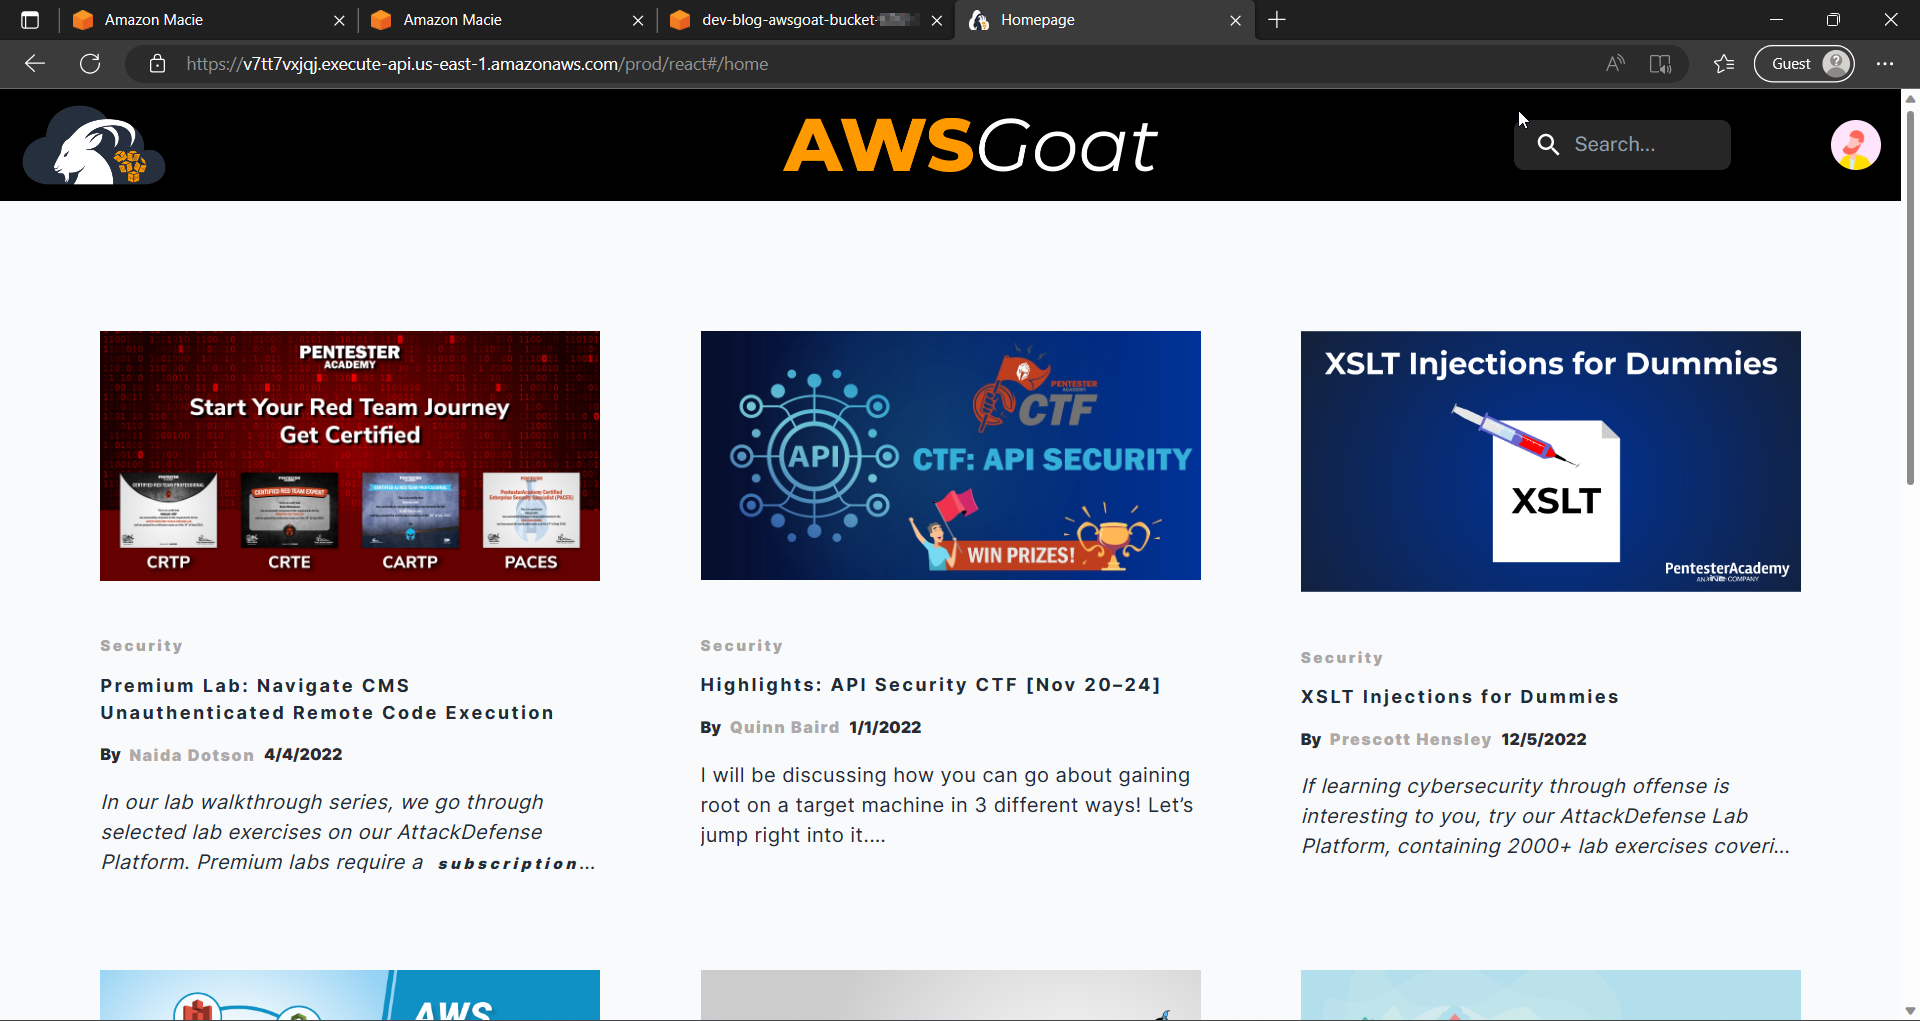 Amazon Macie
Amazon Macie
dev-blog-awsgoat-bucket-
Homepage
https://v7tt7vxjqj.execute-api.us-east-1.amazonaws.com/prod/react#/home
Guest
AWSGoat
Search...
PENTESTER
ACADEMY
Start Your Red Team Journey
Get Certified
CRTP
CRTE
CARTP
PACES
API
PENTESTER
ACADEMY
CTF
CTF: API SECURITY
WIN PRIZES!
XSLT Injections for Dummies
XSLT
PentesterAcademy
AN INE COMPANY
Security
Premium Lab: Navigate CMS
Unauthenticated Remote Code Execution
By Naida Dotson 4/4/2022
In our lab walkthrough series, we go through
selected lab exercises on our AttackDefense
Platform. Premium labs require a subscription...
Security
Highlights: API Security CTF [Nov 20–24]
By Quinn Baird 1/1/2022
I will be discussing how you can go about gaining
root on a target machine in 3 different ways! Let's
jump right into it....
Security
XSLT Injections for Dummies
By Prescott Hensley 12/5/2022
If learning cybersecurity through offense is
interesting to you, try our AttackDefense Lab
Platform, containing 2000+ lab exercises coveri...
AWS